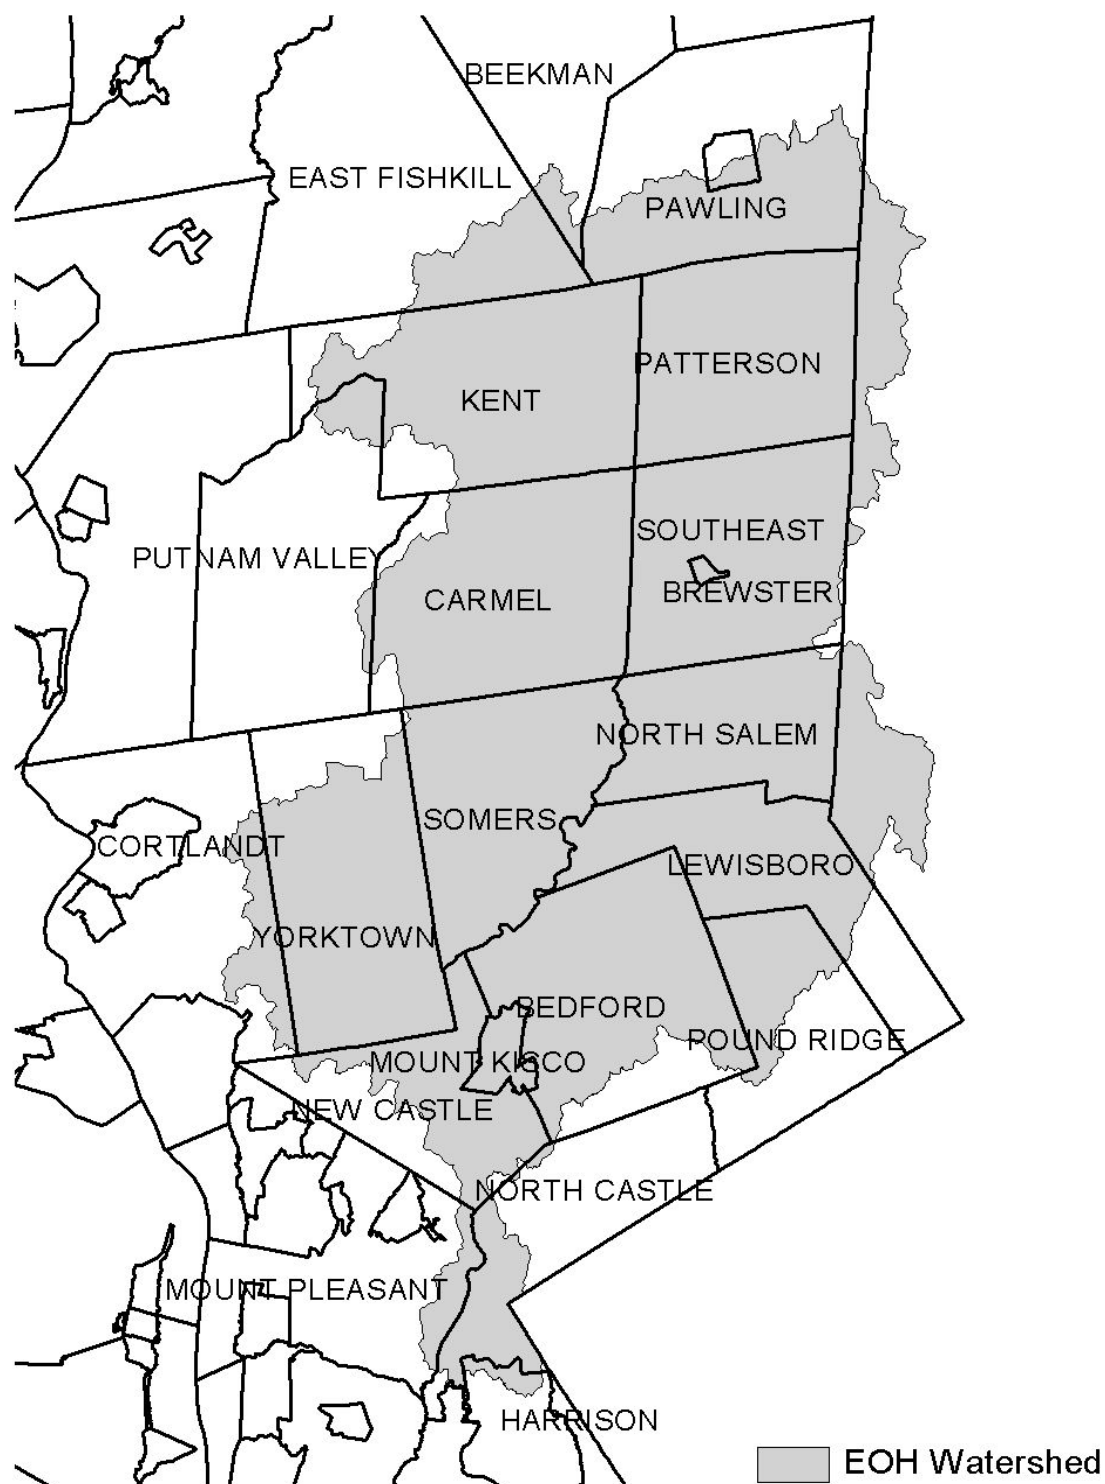 BEEKMAN
EAST FISHKILL
PAWLING
PATTERSON
KENT
SOUTHEAST
PUTNAM VALLEY
BREWSTER
CARMEL
NORTH SALEM
SOMERS
CORTLANDT
LEWISBORO
YORKTOWN
BEDFORD
POUND RIDGE
MOUNT KISCO
NEW CASTLE
NORTH CASTLE
MOUNT PLEASANT
HARRISON
EOH Watershed